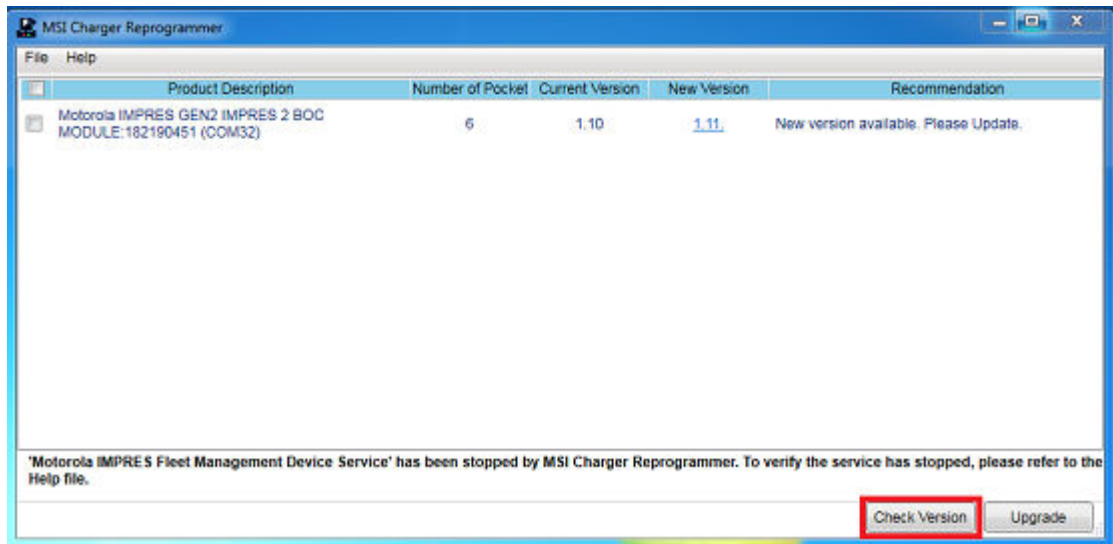 MSI Charger Reprogrammer
File Help
Product Description Number of Pocket Current Version New Version Recommendation
Motorola IMPRES GEN2 IMPRES 2 BOC
MODULE:182190451 (COM32) 6 1.10 1.11. New version available. Please Update.
'Motorola IMPRES Fleet Management Device Service' has been stopped by MSI Charger Reprogrammer. To verify the service has stopped, please refer to the
Help file.
Check Version Upgrade